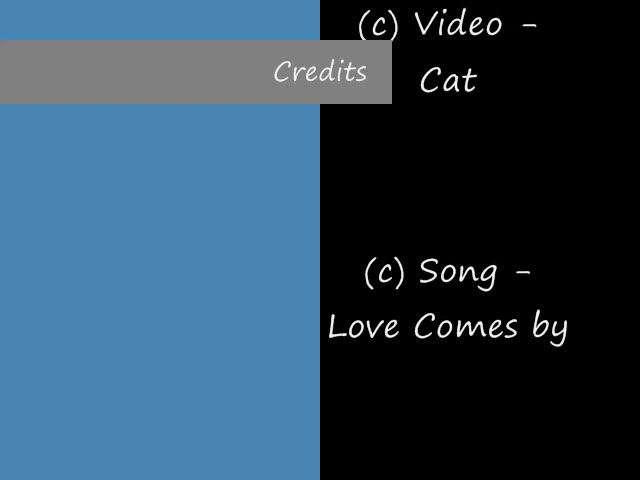 (c) Video -
Credits
Cat
(c) Song -
Love Comes by